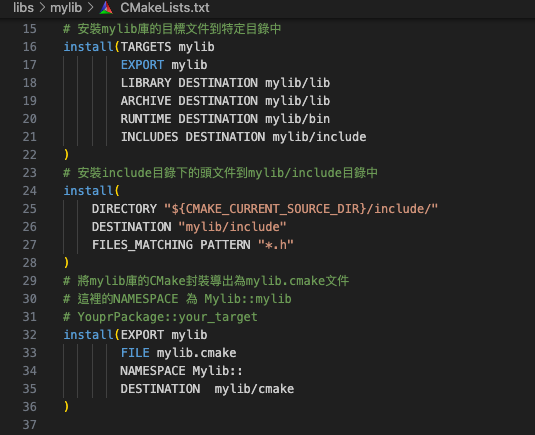 libs > mylib > CMakeLists.txt
15 # 安裝mylib庫的目標文件到特定目錄中
16 install(TARGETS mylib
17 EXPORT mylib
18 LIBRARY DESTINATION mylib/lib
19 ARCHIVE DESTINATION mylib/lib
20 RUNTIME DESTINATION mylib/bin
21 INCLUDES DESTINATION mylib/include
22 )
23 # 安裝include目錄下的頭文件到mylib/include目錄中
24 install(
25 DIRECTORY "${CMAKE_CURRENT_SOURCE_DIR}/include/"
26 DESTINATION "mylib/include"
27 FILES_MATCHING PATTERN "*.h"
28 )
29 # 將mylib庫的CMake封裝導出為mylib.cmake文件
30 # 這裡的NAMESPACE 為 Mylib::mylib
31 # YouprPackage::your_target
32 install(EXPORT mylib
33 FILE mylib.cmake
34 NAMESPACE Mylib::
35 DESTINATION  mylib/cmake
36 )
37